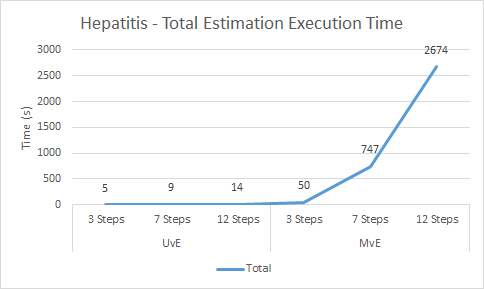 Hepatitis - Total Estimation Execution Time
3000
2500
2000
1500
1000
500
0
Time (s)
5
9
14
50
747
2674
3 Steps 7 Steps 12 Steps 3 Steps 7 Steps 12 Steps
UvE MvE
Total